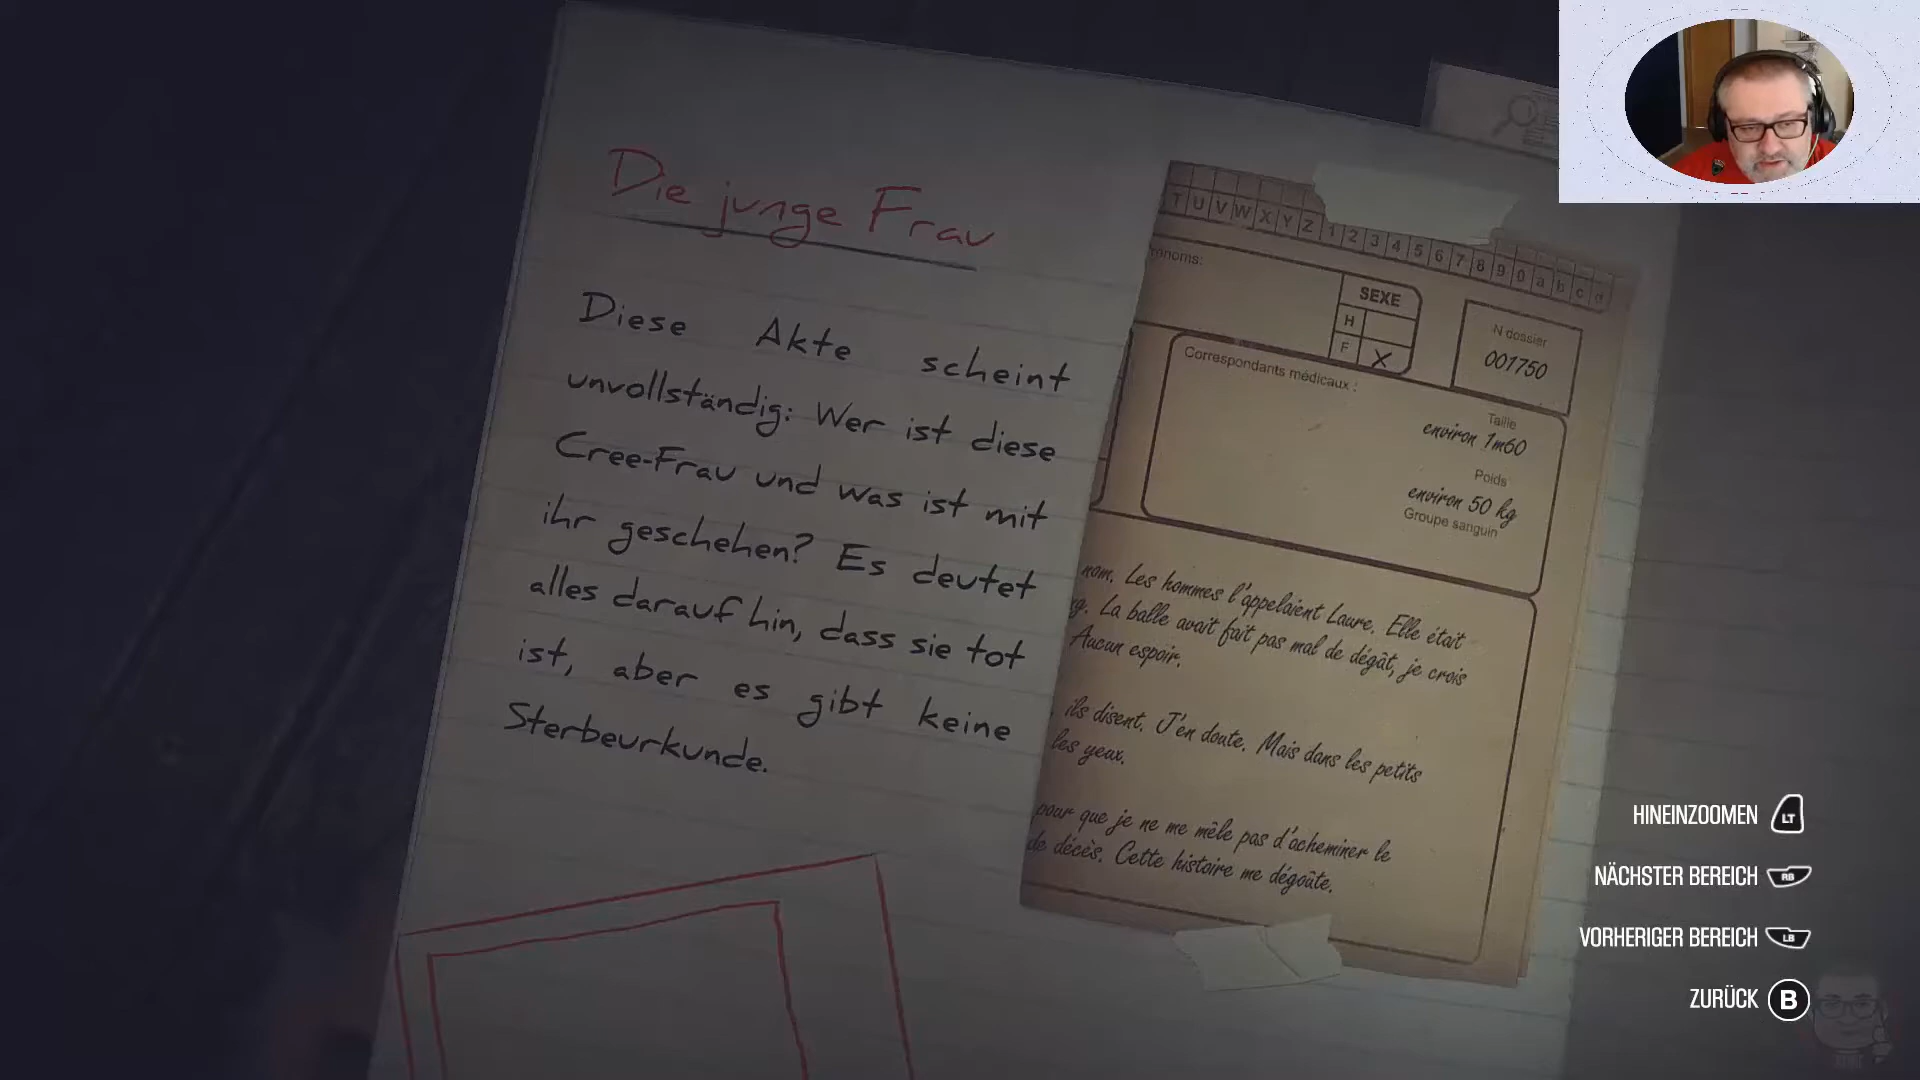 Die junge Frau
Diese Akte scheint
unvollständig: Wer ist diese
Cree-Frau und was ist mit
ihr geschehen? Es deutet
alles darauf hin, dass sie tot
ist, aber es gibt keine
Sterbeurkunde.
T U V W X Y Z 1 2 3 4 5 6 7 8 9 0 a b c d
énoms:
SEXE
H
F X
N dossier
001750
Correspondants médicaux :
Taille
environ 1m60
Poids
environ 50 kg
Groupe sanguin
nom. Les hommes l'appelaient Laure. Elle était
g. La balle avait fait pas mal de dégât, je crois
Aucun espoir.
ils disent. J'en doute. Mais dans les petits
les yeux.
pour que je ne me mêle pas d'acheminer le
de décès. Cette histoire me dégoûte.
HINEINZOOMEN LT
NÄCHSTER BEREICH RB
VORHERIGER BEREICH LB
ZURÜCK B